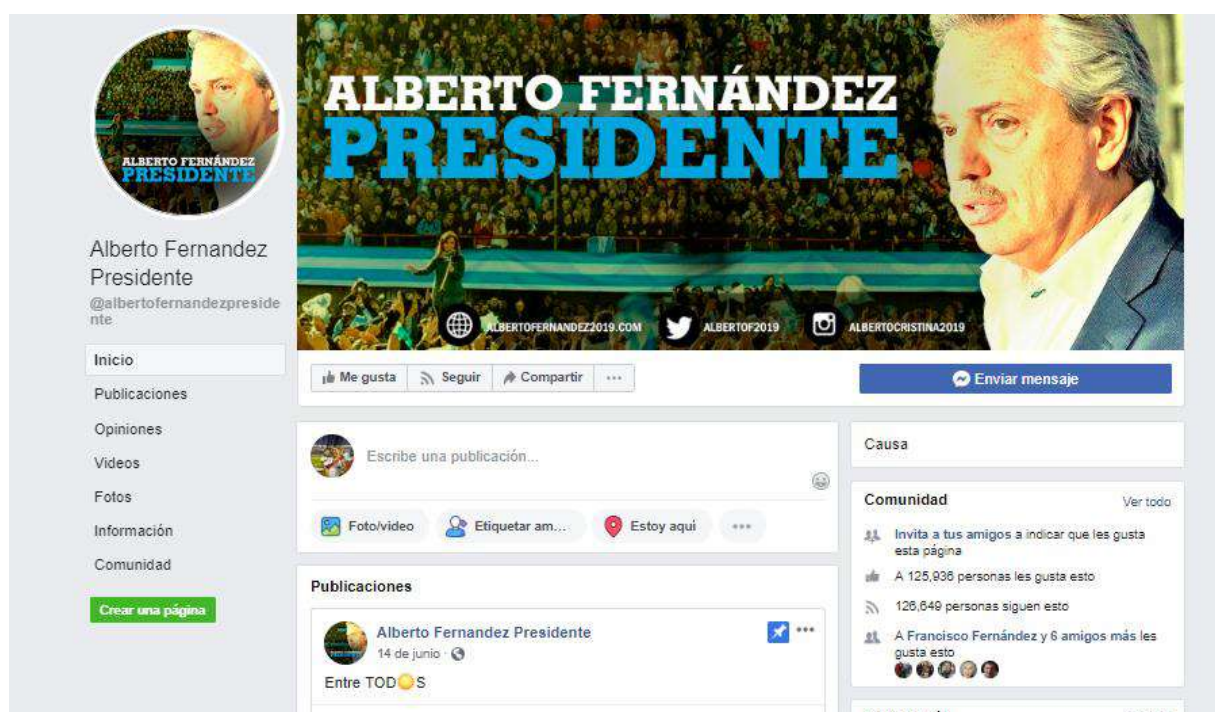 ALBERTO FERNÁNDEZ
PRESIDENTE
Alberto Fernandez
Presidente
@albertofernandezpreside
nte
Inicio
Publicaciones
Opiniones
Videos
Fotos
Información
Comunidad
Crear una página
ALBERTO FERNÁNDEZ
PRESIDENTE
ALBERTOFERNANDEZ2019.COM
ALBERTOF2019
ALBERTOCRISTINA2019
Me gusta
Seguir
Compartir
Enviar mensaje
Escribe una publicación...
Foto/video
Etiquetar am...
Estoy aquí
Publicaciones
Alberto Fernandez Presidente
14 de junio ·
Entre TOD🟡S
Causa
Comunidad
Ver todo
Invita a tus amigos a indicar que les gusta
esta página
A 125,936 personas les gusta esto
126,649 personas siguen esto
A Francisco Fernández y 6 amigos más les
gusta esto